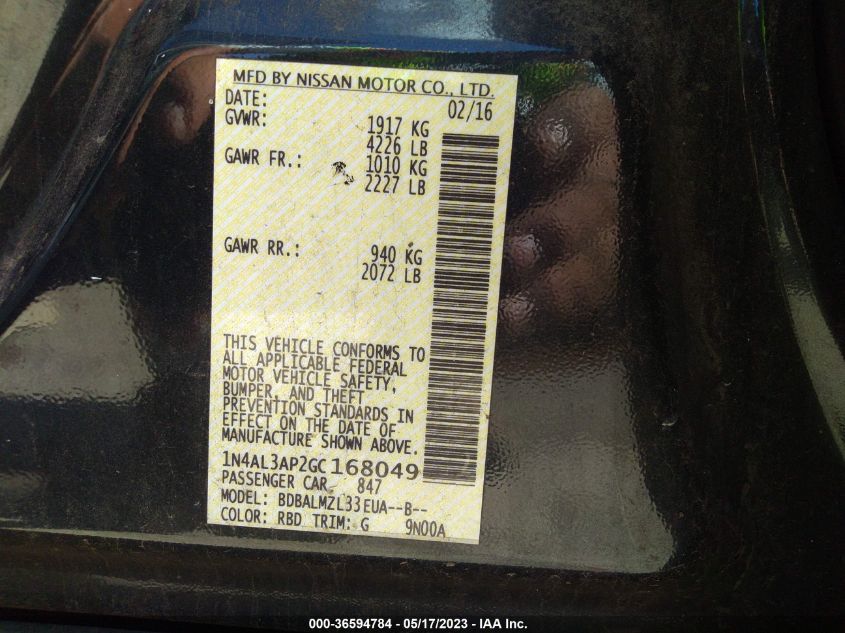 MFD BY NISSAN MOTOR CO., LTD.
DATE: 02/16
GVWR: 1917 KG
4226 LB
GAWR FR.: 1010 KG
2227 LB
GAWR RR.: 940 KG
2072 LB
THIS VEHICLE CONFORMS TO
ALL APPLICABLE FEDERAL
MOTOR VEHICLE SAFETY,
BUMPER, AND THEFT
PREVENTION STANDARDS IN
EFFECT ON THE DATE OF
MANUFACTURE SHOWN ABOVE.
1N4AL3AP2GC168049
PASSENGER CAR 847
MODEL: BDBALMZL33EUA--B--
COLOR: RBD TRIM: G 9N00A
000-36594784 - 05/17/2023 - IAA Inc.